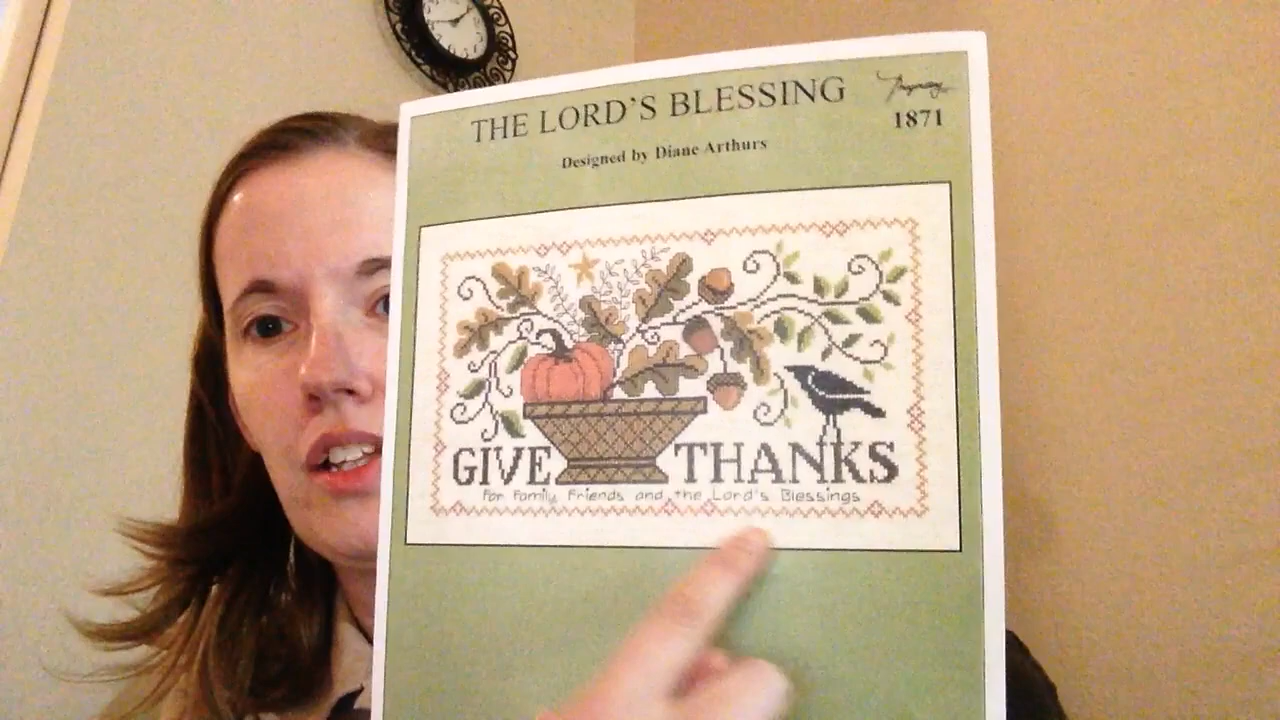 THE LORD'S BLESSING
1871
Designed by Diane Arthurs
GIVE THANKS
For Family, Friends and the Lord's Blessings